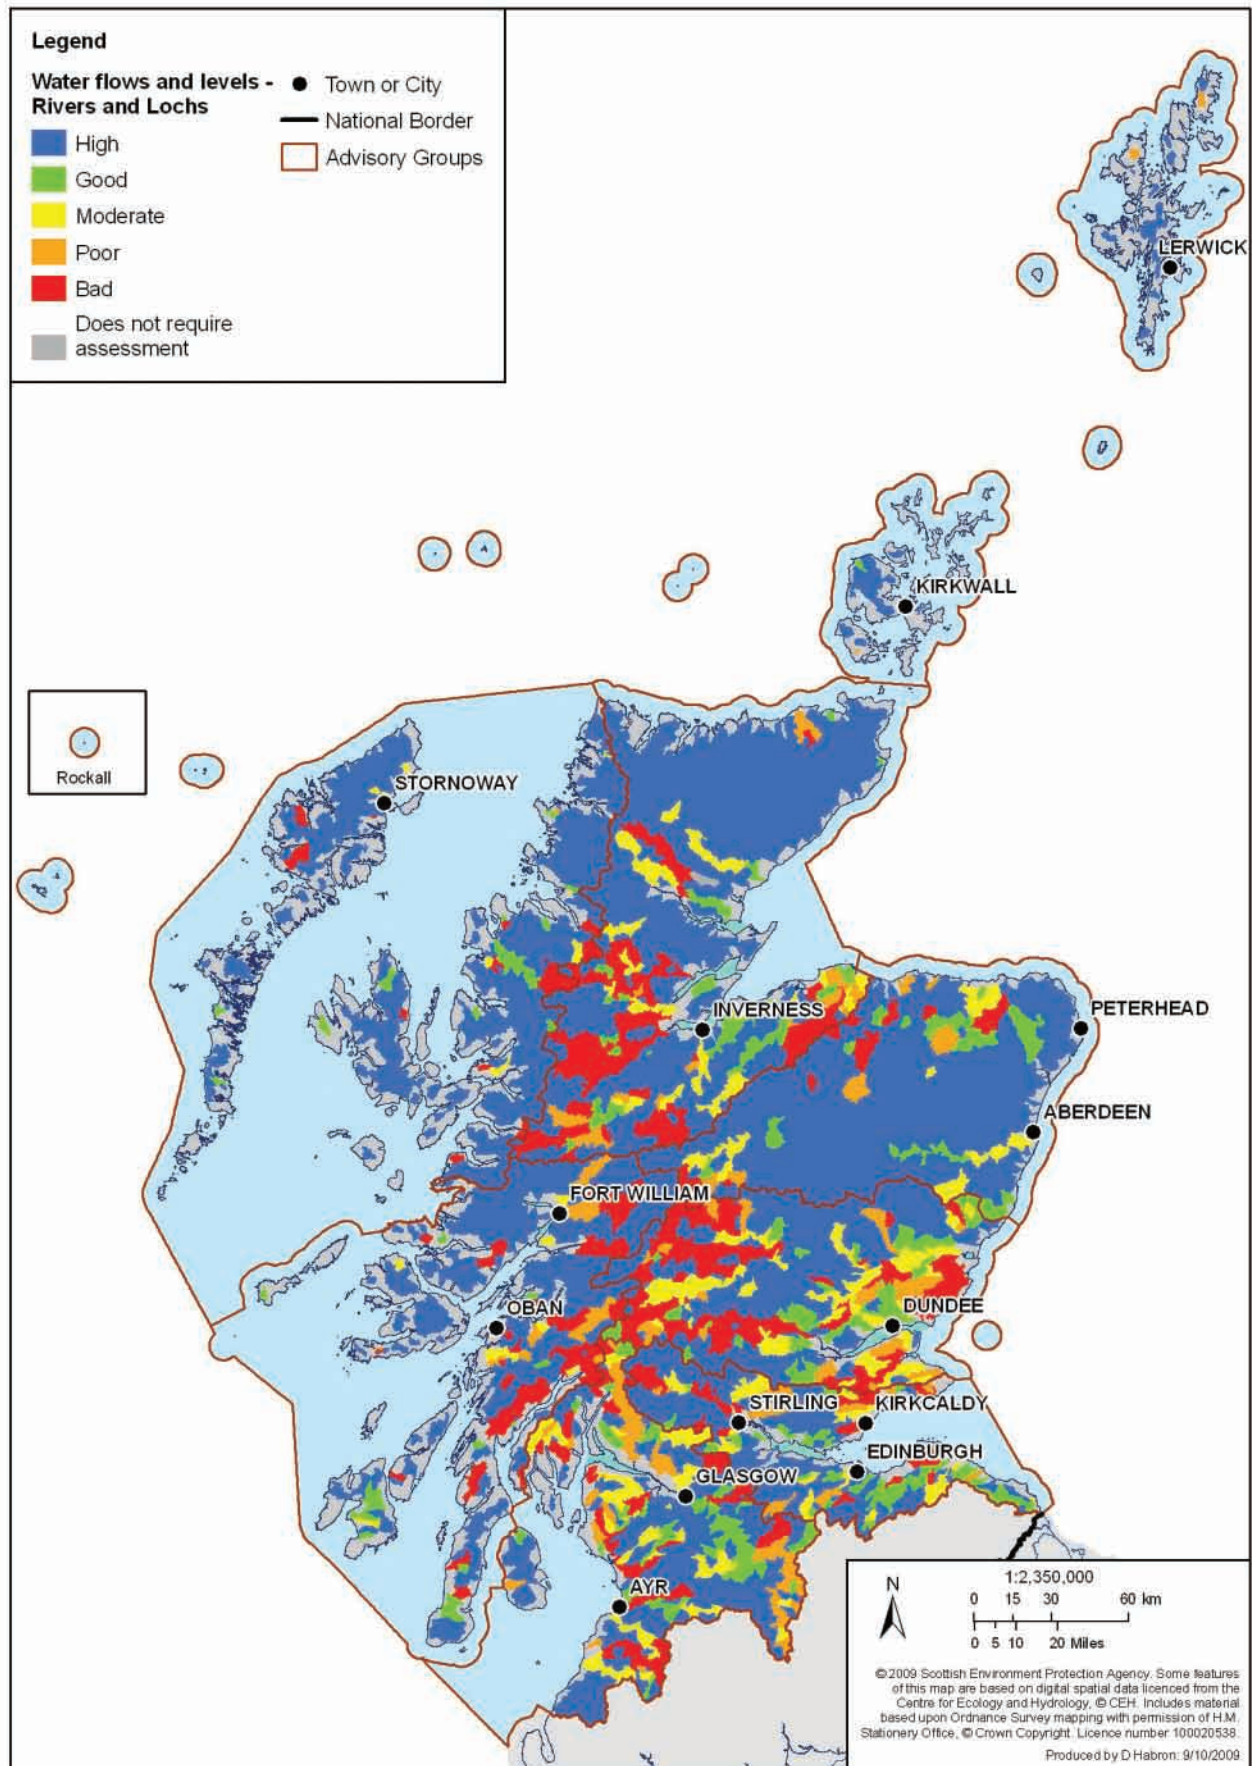 Legend
Water flows and levels -
Rivers and Lochs
High
Good
Moderate
Poor
Bad
Does not require
assessment
Town or City
National Border
Advisory Groups
LERWICK
KIRKWALL
Rockall
STORNOWAY
INVERNESS
PETERHEAD
ABERDEEN
FORT WILLIAM
OBAN
DUNDEE
STIRLING
KIRKCALDY
EDINBURGH
GLASGOW
AYR
N
1:2,350,000
0 15 30 60 km
0 5 10 20 Miles
©2009 Scottish Environment Protection Agency. Some features
of this map are based on digital spatial data licenced from the
Centre for Ecology and Hydrology, © CEH. Includes material
based upon Ordnance Survey mapping with permission of H.M.
Stationery Office, © Crown Copyright. Licence number 100020538.
Produced by D Habron: 9/10/2009